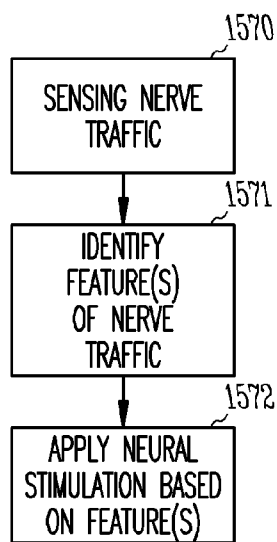 1570
SENSING NERVE
TRAFFIC
1571
IDENTIFY
FEATURE(S)
OF NERVE
TRAFFIC
1572
APPLY NEURAL
STIMULATION BASED
ON FEATURE(S)